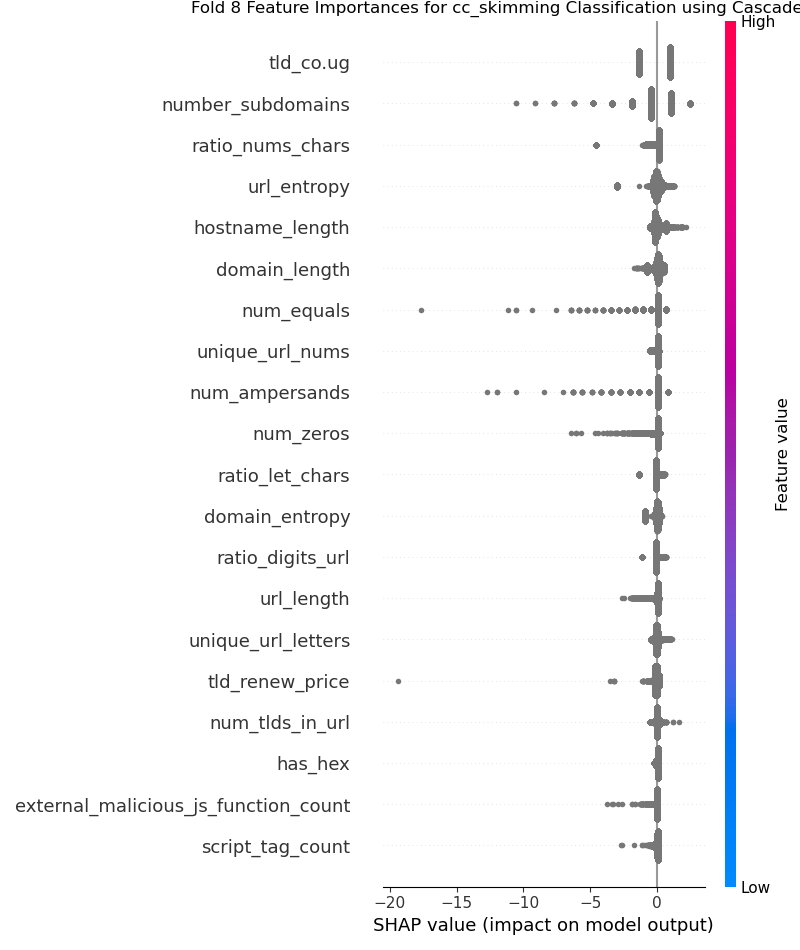 Fold 8 Feature Importances for cc_skimming Classification using Cascade
High
tld_co.ug
number_subdomains
ratio_nums_chars
url_entropy
hostname_length
domain_length
num_equals
unique_url_nums
num_ampersands
num_zeros
ratio_let_chars
domain_entropy
ratio_digits_url
url_length
unique_url_letters
tld_renew_price
num_tlds_in_url
has_hex
external_malicious_js_function_count
script_tag_count
Feature value
Low
−20 −15 −10 −5 0
SHAP value (impact on model output)